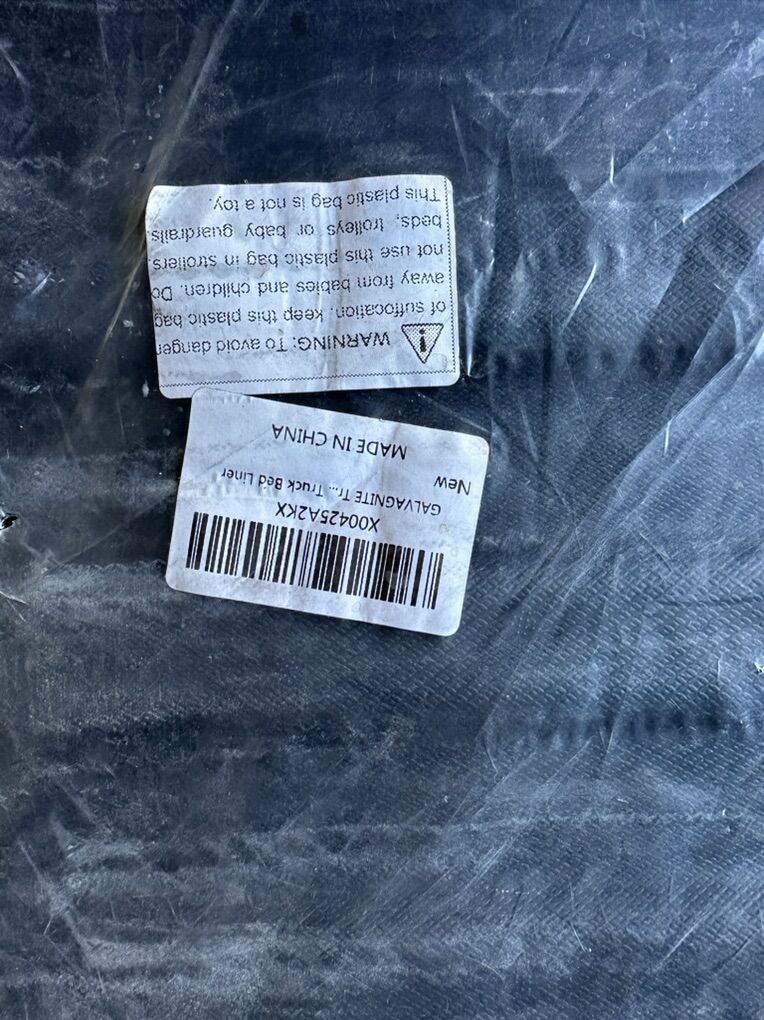 WARNING: To avoid danger
of suffocation, keep this plastic bag
away from babies and children. Do
not use this plastic bag in strollers,
beds, trolleys or baby guardrails.
This plastic bag is not a toy.
X00425A2KX
GALVAGNITE Tr... Truck Bed Liner
New
MADE IN CHINA